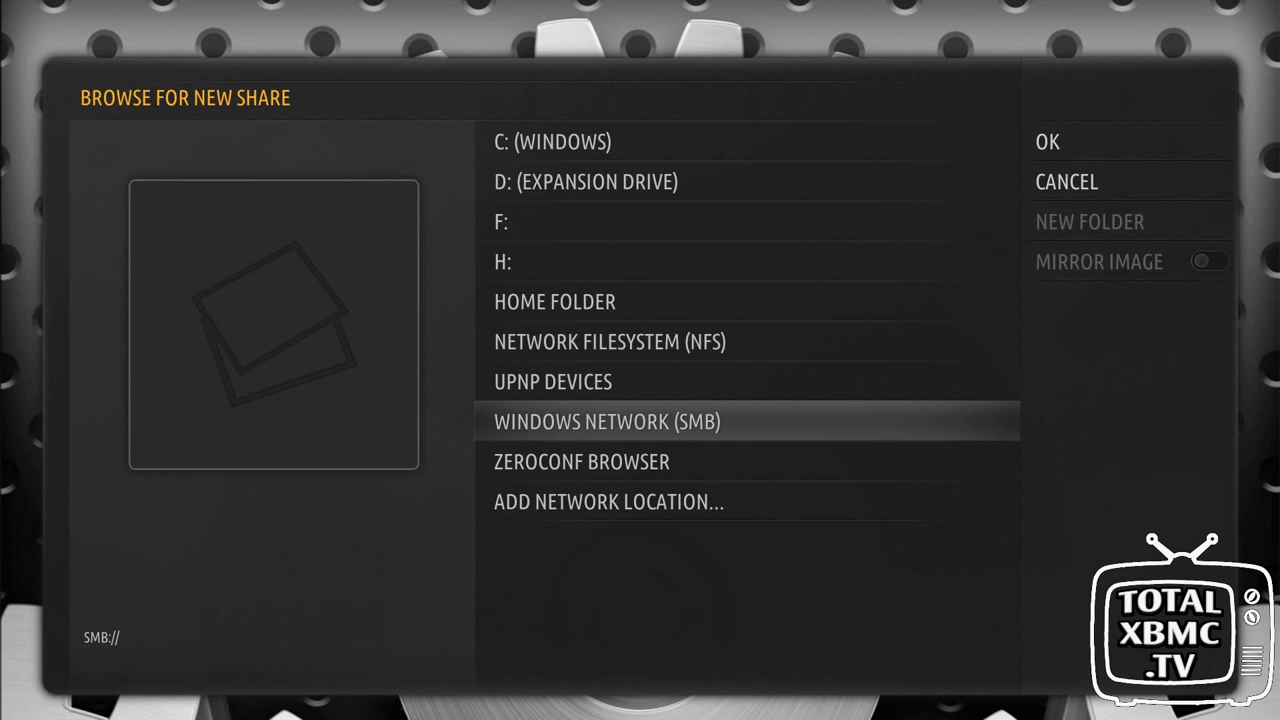 BROWSE FOR NEW SHARE
C: (WINDOWS)
D: (EXPANSION DRIVE)
F:
H:
HOME FOLDER
NETWORK FILESYSTEM (NFS)
UPNP DEVICES
WINDOWS NETWORK (SMB)
ZEROCONF BROWSER
ADD NETWORK LOCATION...
OK
CANCEL
NEW FOLDER
MIRROR IMAGE
SMB://
TOTAL
XBMC
.TV